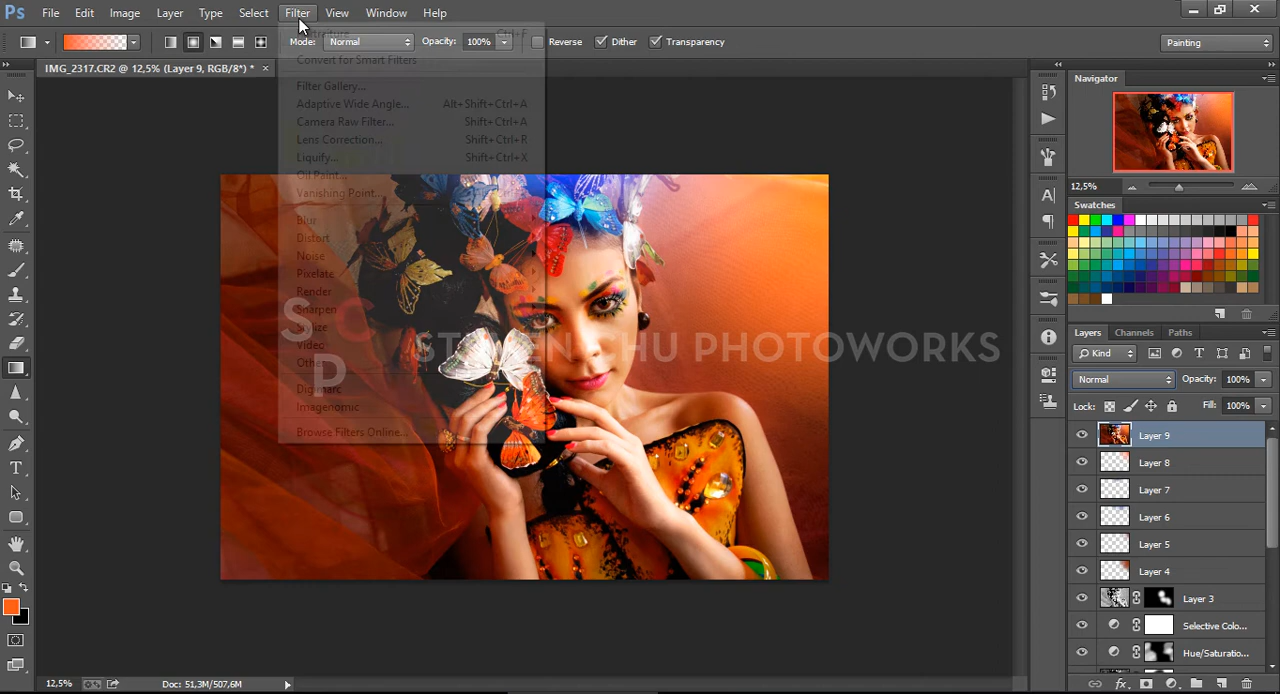 Ps File Edit Image Layer Type Select Filter View Window Help
Mode: Normal Opacity: 100% Reverse Dither Transparency Painting
IMG_2317.CR2 @ 12,5% (Layer 9, RGB/8*) * ×
Ctrl+F
Convert for Smart Filters
Filter Gallery...
Adaptive Wide Angle... Alt+Shift+Ctrl+A
Camera Raw Filter... Shift+Ctrl+A
Lens Correction... Shift+Ctrl+R
Liquify... Shift+Ctrl+X
Oil Paint...
Vanishing Point...
Blur
Distort
Noise
Pixelate
Render
Sharpen
Stylize
Video
Other
Digimarc
Imagenomic
Browse Filters Online...
S C
D
PHOTOWORKS
Navigator
12,5%
Swatches
Layers Channels Paths
Kind
Normal Opacity: 100%
Lock: Fill: 100%
Layer 9
Layer 8
Layer 7
Layer 6
Layer 5
Layer 4
Layer 3
Selective Colo...
Hue/Saturatio...
12,5% Doc: 51,3M/507,6M